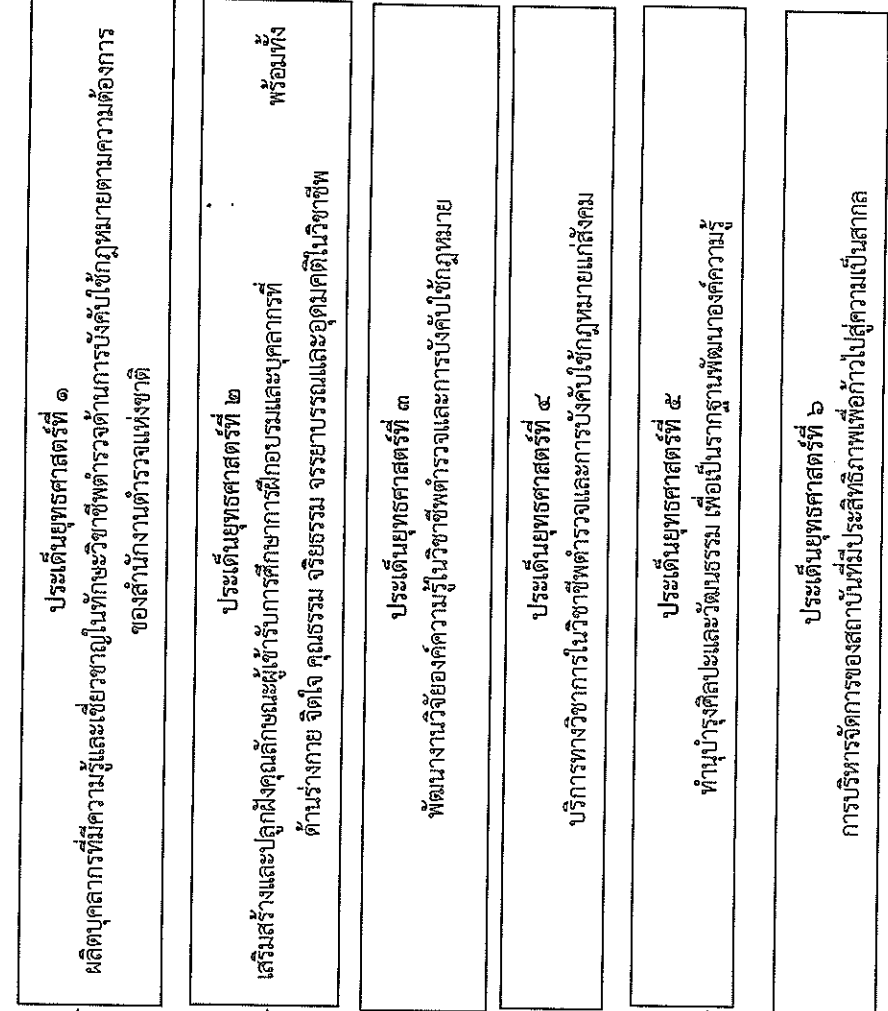 ประเด็นยุทธศาสตร์ที่ ๑
ผลิตบุคลากรที่มีความรู้และเชี่ยวชาญในทักษะวิชาชีพตำรวจด้านการบังคับใช้กฎหมายตามความต้องการ
ของสำนักงานตำรวจแห่งชาติ
ประเด็นยุทธศาสตร์ที่ ๒
เสริมสร้างและปลูกฝังคุณลักษณะผู้เข้ารับการศึกษาการฝึกอบรมและบุคลากรที่ พร้อมทั้ง
ด้านร่างกาย จิตใจ คุณธรรม จริยธรรม จรรยาบรรณและอุดมคติในวิชาชีพ
ประเด็นยุทธศาสตร์ที่ ๓
พัฒนางานวิจัยองค์ความรู้ในวิชาชีพตำรวจและการบังคับใช้กฎหมาย
ประเด็นยุทธศาสตร์ที่ ๔
บริการทางวิชาการในวิชาชีพตำรวจและการบังคับใช้กฎหมายแก่สังคม
ประเด็นยุทธศาสตร์ที่ ๕
ทำนุบำรุงศิลปะและวัฒนธรรม เพื่อเป็นรากฐานพัฒนาองค์ความรู้
ประเด็นยุทธศาสตร์ที่ ๖
การบริหารจัดการของสถาบันที่มีประสิทธิภาพเพื่อก้าวไปสู่ความเป็นสากล